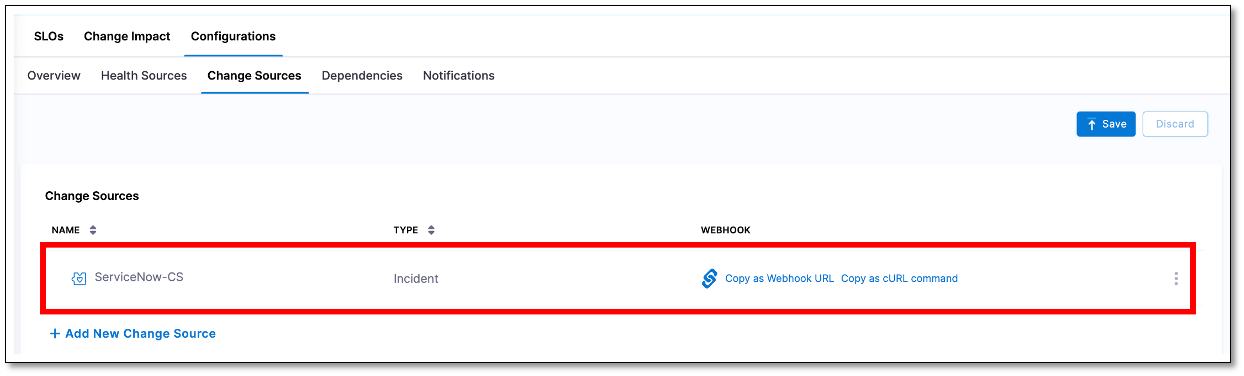 SLOs Change Impact Configurations
Overview Health Sources Change Sources Dependencies Notifications
Save Discard
Change Sources
NAME TYPE WEBHOOK
ServiceNow-CS Incident Copy as Webhook URL Copy as cURL command
+ Add New Change Source